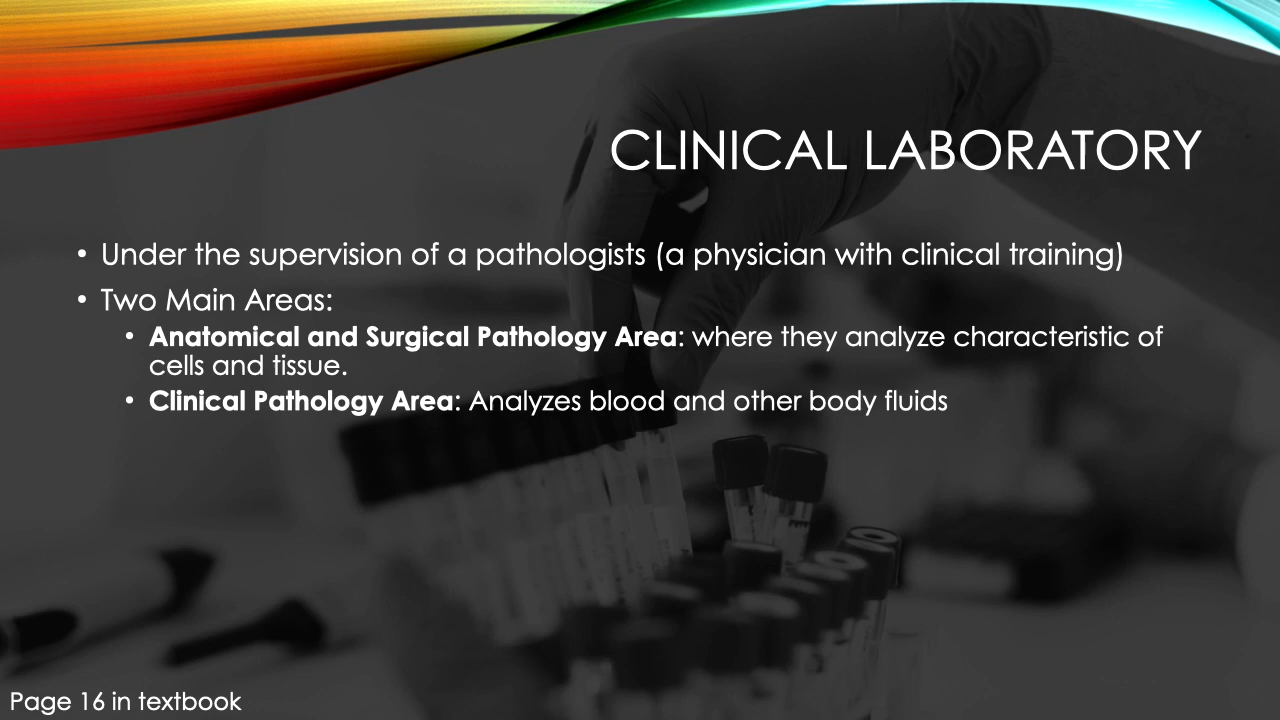 CLINICAL LABORATORY
• Under the supervision of a pathologists (a physician with clinical training)
• Two Main Areas:
• Anatomical and Surgical Pathology Area: where they analyze characteristic of
cells and tissue.
• Clinical Pathology Area: Analyzes blood and other body fluids
Page 16 in textbook